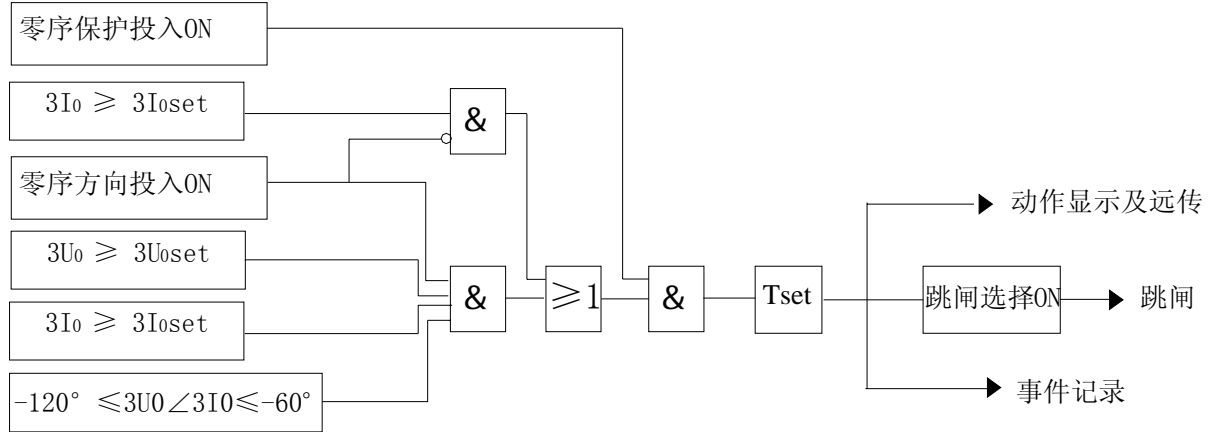 零序保护投入ON
3I0 ≥ 3I0set
&
零序方向投入ON
动作显示及远传
3U0 ≥ 3U0set
&
≥1
&
Tset
跳闸选择ON
跳闸
3I0 ≥ 3I0set
-120° ≤3U0∠3I0≤-60°
事件记录